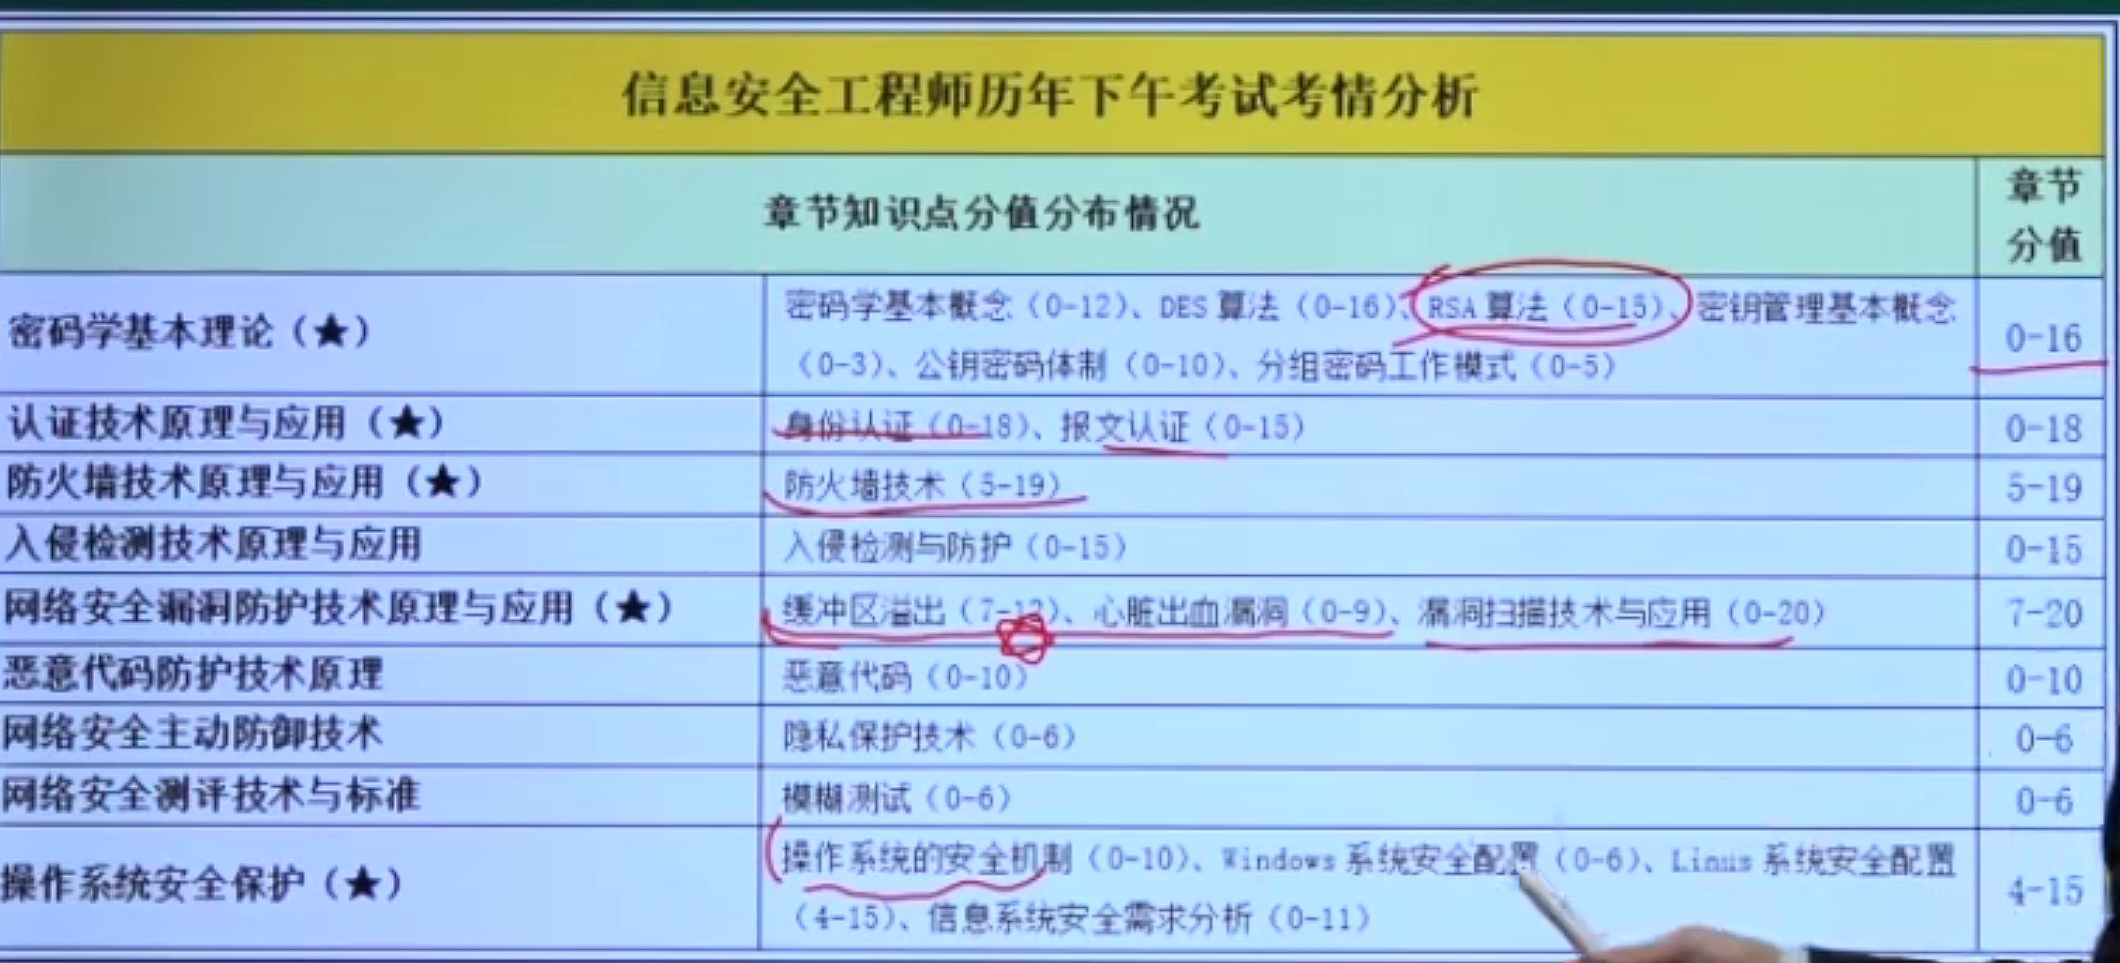 信息安全工程师历年下午考试考情分析
章节知识点分值分布情况
章节
分值
密码学基本理论（★）
密码学基本概念（0-12）、DES 算法（0-16）、RSA 算法（0-15）、密钥管理基本概念
（0-3）、公钥密码体制（0-10）、分组密码工作模式（0-5）
0-16
认证技术原理与应用（★）
身份认证（0-18）、报文认证（0-15）
0-18
防火墙技术原理与应用（★）
防火墙技术（5-19）
5-19
入侵检测技术原理与应用
入侵检测与防护（0-15）
0-15
网络安全漏洞防护技术原理与应用（★）
缓冲区溢出（7-12）、心脏出血漏洞（0-9）、漏洞扫描技术与应用（0-20）
7-20
恶意代码防护技术原理
恶意代码（0-10）
0-10
网络安全主动防御技术
隐私保护技术（0-6）
0-6
网络安全测评技术与标准
模糊测试（0-6）
0-6
操作系统安全保护（★）
操作系统的安全机制（0-10）、Windows 系统安全配置（0-6）、Linus 系统安全配置
（4-15）、信息系统安全需求分析（0-11）
4-15